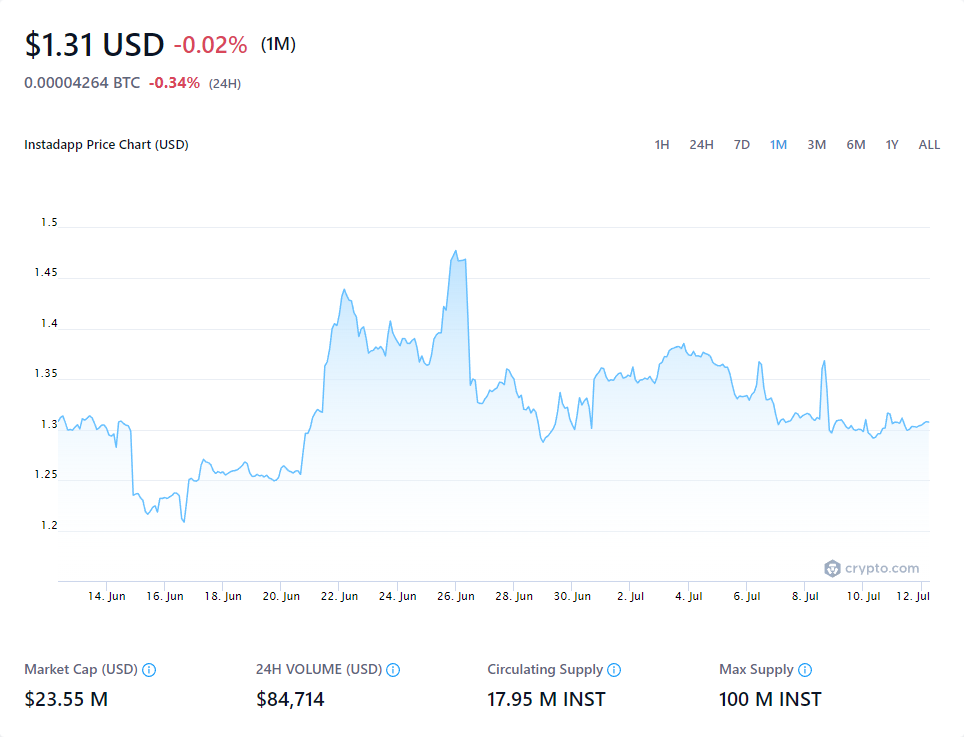 $1.31 USD -0.02% (1M)
0.00004264 BTC -0.34% (24H)
Instadapp Price Chart (USD) 1H 24H 7D 1M 3M 6M 1Y ALL
1.5
1.45
1.4
1.35
1.3
1.25
1.2
crypto.com
14. Jun 16. Jun 18. Jun 20. Jun 22. Jun 24. Jun 26. Jun 28. Jun 30. Jun 2. Jul 4. Jul 6. Jul 8. Jul 10. Jul 12. Jul
Market Cap (USD) 24H VOLUME (USD) Circulating Supply Max Supply
$23.55 M $84,714 17.95 M INST 100 M INST